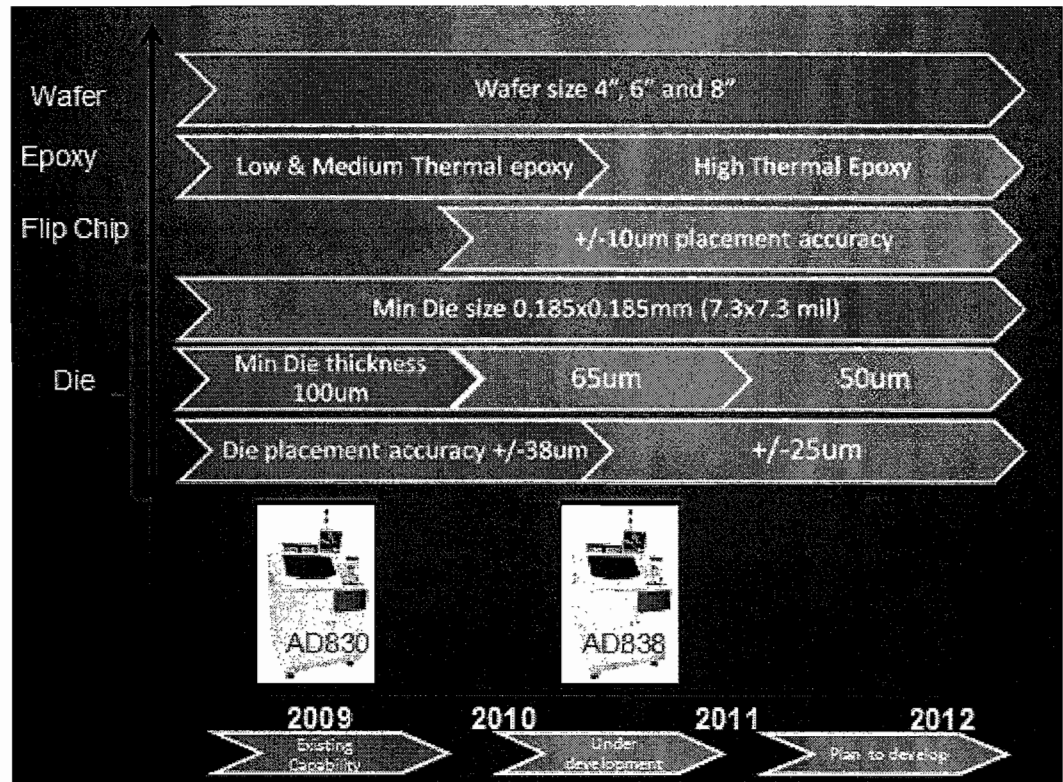 Wafer
Wafer size 4", 6" and 8"
Epoxy
Low & Medium Thermal epoxy
High Thermal Epoxy
Flip Chip
+/-10um placement accuracy
Min Die size 0.185x0.185mm (7.3x7.3 mil)
Die
Min Die thickness
100um
65um
50um
Die placement accuracy +/-38um
+/-25um
AD830
AD838
2009
2010
2011
2012
Existing
Capability
Under
development
Plan to develop